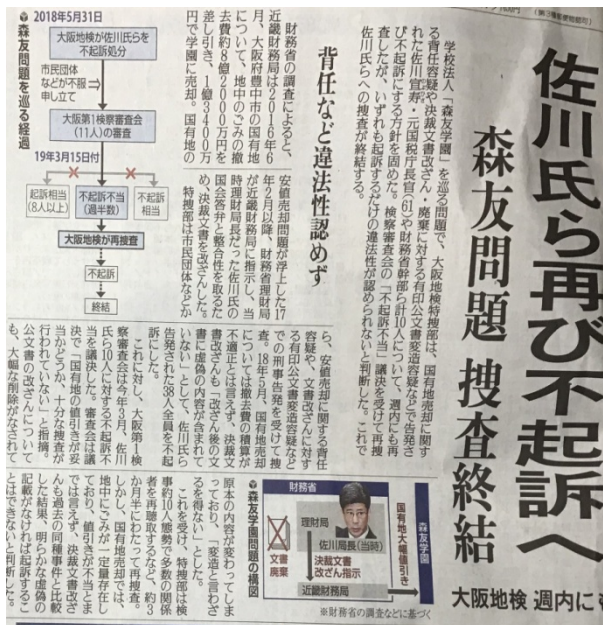 (第3種郵便物認可)
佐川氏ら再び不起訴へ
森友問題 捜査終結
大阪地検 週内に
学校法人「森友学園」を巡る問題で、大阪地検特捜部は、国有地売却に関す
る背任容疑や決裁文書改ざん・廃棄に対する有印公文書変造容疑などで告発さ
れた佐川宣寿・元国税庁長官(61)や財務省幹部ら計10人について、週内にも再
び不起訴にする方針を固めた。検察審査会の「不起訴不当」議決を受けて再捜
査したが、いずれも起訴するだけの違法性が認められないと判断した。これで
佐川氏らへの捜査が終結する。
背任など違法性認めず
財務省の調査によると、
近畿財務局は2016年6
月、大阪府豊中市の国有地
について、地中のごみの撤
去費約8億2000万円を
差し引き、1億3400万
円で学園に売却。国有地の
安値売却問題が浮上した17
年2月以降、財務省理財局
が近畿財務局に指示し、当
時理財局長だった佐川氏の
国会答弁と整合性を取るた
め、決裁文書を改ざんした。
特捜部は市民団体などか
ら、安値売却に関する背任
容疑や、文書改ざんに対す
る有印公文書変造容疑など
での刑事告発を受けて捜
査。18年5月、国有地売却
については撤去費の積算が
不適正とは言えず、決裁文
書改ざんも「改ざん後の文
書に虚偽の内容が含まれて
いない」として、佐川氏ら
告発された38人全員を不起
訴にした。
これに対し、大阪第1検
察審査会は今年3月、佐川
氏ら10人に対する不起訴不
当を議決した。審査会は議
決で「国有地の値引きが妥
当かどうか、十分な捜査が
行われていない」と指摘。
公文書の改ざんについて
も、大幅な削除がなされて
原本の内容が変わってしま
っており、「変造と言わざ
るを得ない」とした。
これを受け、特捜部は検
事約10人態勢で多数の関係
者を再聴取するなど、約3
か月半にわたって再捜査。
しかし、国有地売却では、
地中にごみが一定量存在し
ており、値引きが不当とま
では言えず、決裁文書改ざ
んも過去の同種事件と比較
した結果、明らかな虚偽の
記載がなければ起訴するこ
とはできないと判断した。
森友問題を巡る経過
2018年5月31日
大阪地検が佐川氏らを
不起訴処分
市民団体
などが不服
申し立て
大阪第1検察審査会
(11人)の審査
19年3月15日付
起訴相当
(8人以上)
不起訴不当
(過半数)
不起訴
相当
大阪地検が再捜査
不起訴
終結
森友学園問題の構図
財務省
理財局
佐川局長(当時)
文書
廃棄
決裁文書
改ざん指示
近畿財務局
国有地大幅値引き
森友学園
※財務省の調査などに基づく